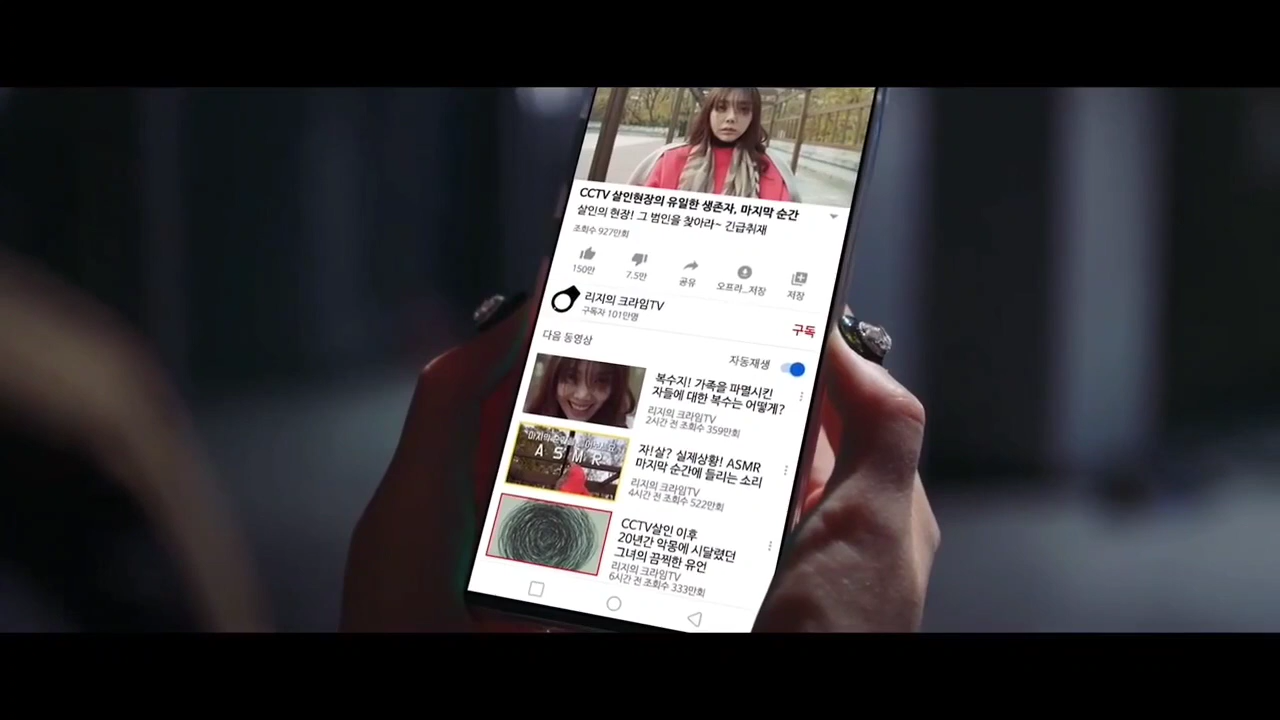 CCTV 살인현장의 유일한 생존자, 마지막 순간
살인의 현장! 그 범인을 찾아라~ 긴급취재
조회수 927만회
150만
7.5만
공유
오프라...저장
저장
리지의 크라임TV
구독자 101만명
구독
다음 동영상
자동재생
복수지! 가족을 파멸시킨
자들에 대한 복수는 어떻게?
리지의 크라임TV
2시간 전 조회수 359만회
마지막 순간에
ASMR
자!살? 실제상황! ASMR
마지막 순간에 들리는 소리
리지의 크라임TV
4시간 전 조회수 522만회
CCTV살인 이후
20년간 악몽에 시달렸던
그녀의 끔찍한 유언
리지의 크라임TV
6시간 전 조회수 333만회